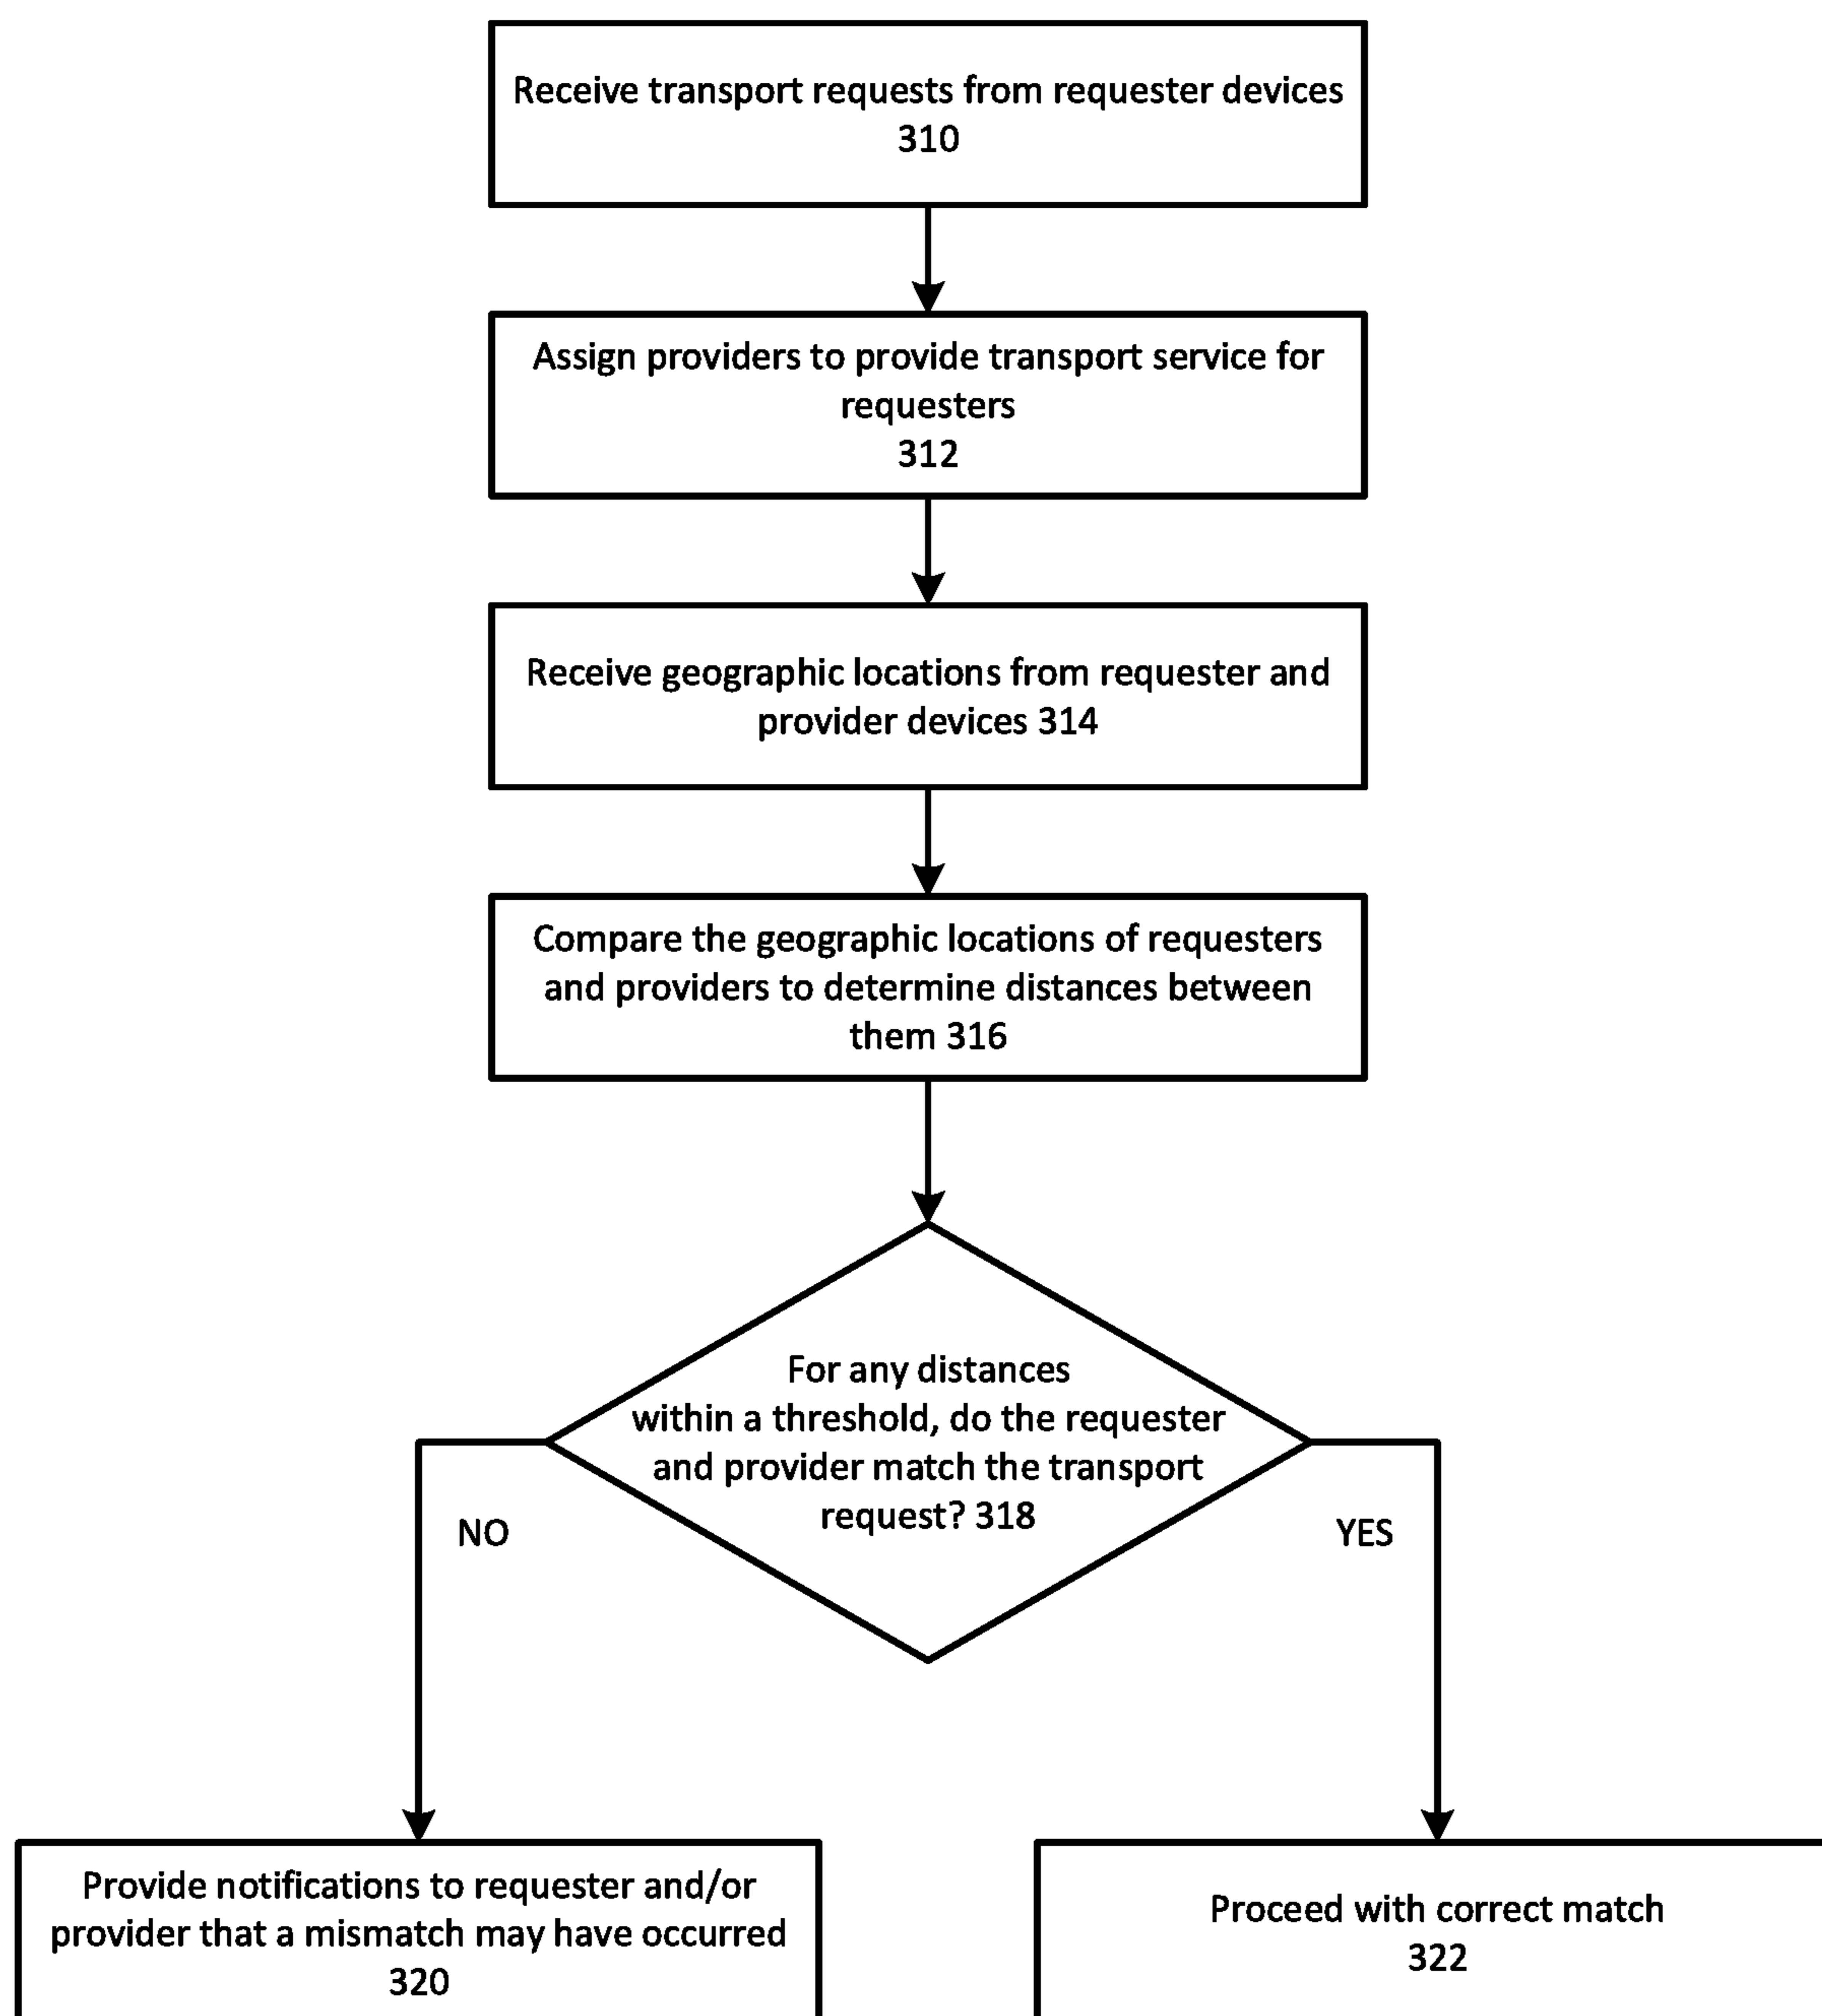 Receive transport requests from requester devices
310
Assign providers to provide transport service for
requesters
312
Receive geographic locations from requester and
provider devices 314
Compare the geographic locations of requesters
and providers to determine distances between
them 316
For any distances
within a threshold, do the requester
and provider match the transport
request? 318
NO
YES
Provide notifications to requester and/or
provider that a mismatch may have occurred
320
Proceed with correct match
322